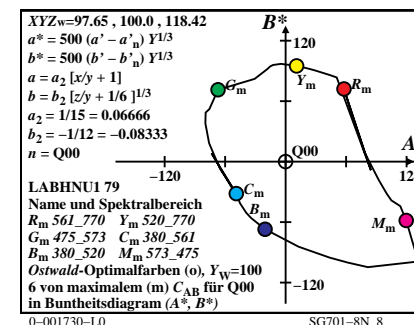 XYZw=97.65 , 100.0 , 118.42
a* = 500 (a’ - a’n) Y1/3
b* = 500 (b’ - b’n) Y1/3
a = a2 [x/y + 1]
b = b2 [z/y + 1/6 ]1/3
a2 = 1/15 = 0.06666
b2 = −1/12 = −0.08333
n = Q00
LABHNU1 79
Name und Spektralbereich
Rm 561_770 Ym 520_770
Gm 475_573 Cm 380_561
Bm 380_520 Mm 573_475
Ostwald-Optimalfarben (o), YW=100
6 von maximalem (m) CAB für Q00
in Buntheitsdiagram (A*, B*)
B*
120
Ym
Rm
Gm
Q00
A
−120
12
Cm
Bm
Mm
−120
0-001730-L0
SG701-8N_8